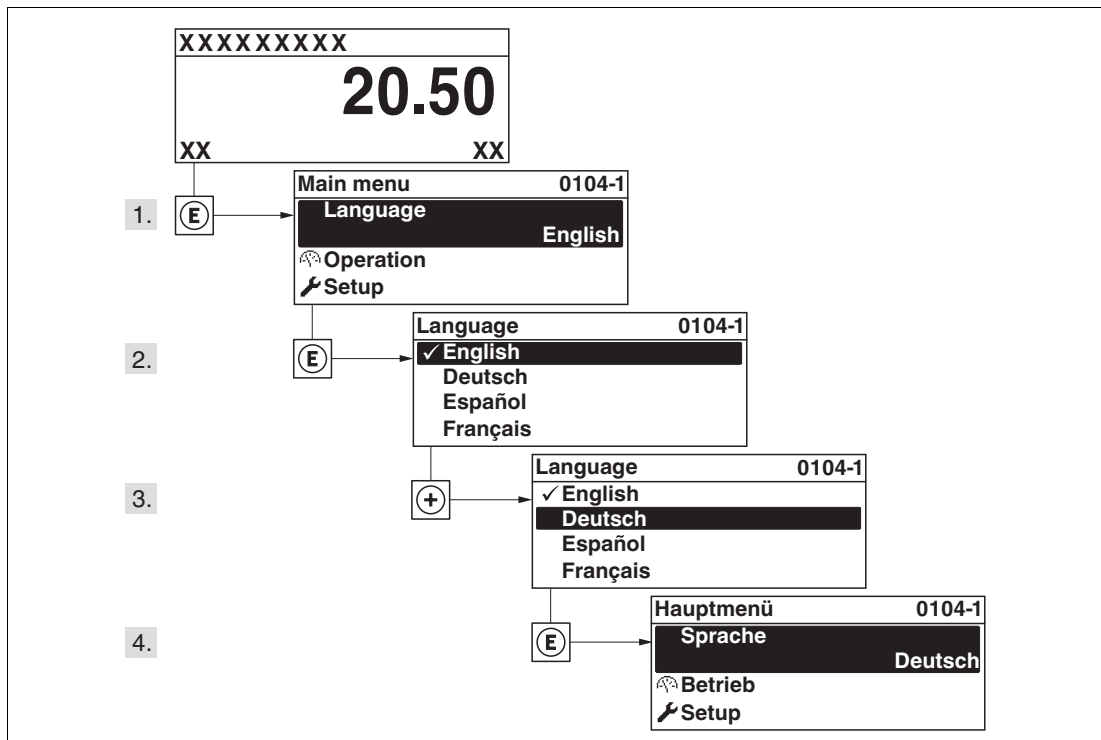 XXXXXXXXX
20.50
XX XX
1. E
Main menu 0104-1
Language
English
Operation
Setup
2. E
Language 0104-1
✓ English
Deutsch
Español
Français
3. +
Language 0104-1
✓ English
Deutsch
Español
Français
4. E
Hauptmenü 0104-1
Sprache
Deutsch
Betrieb
Setup